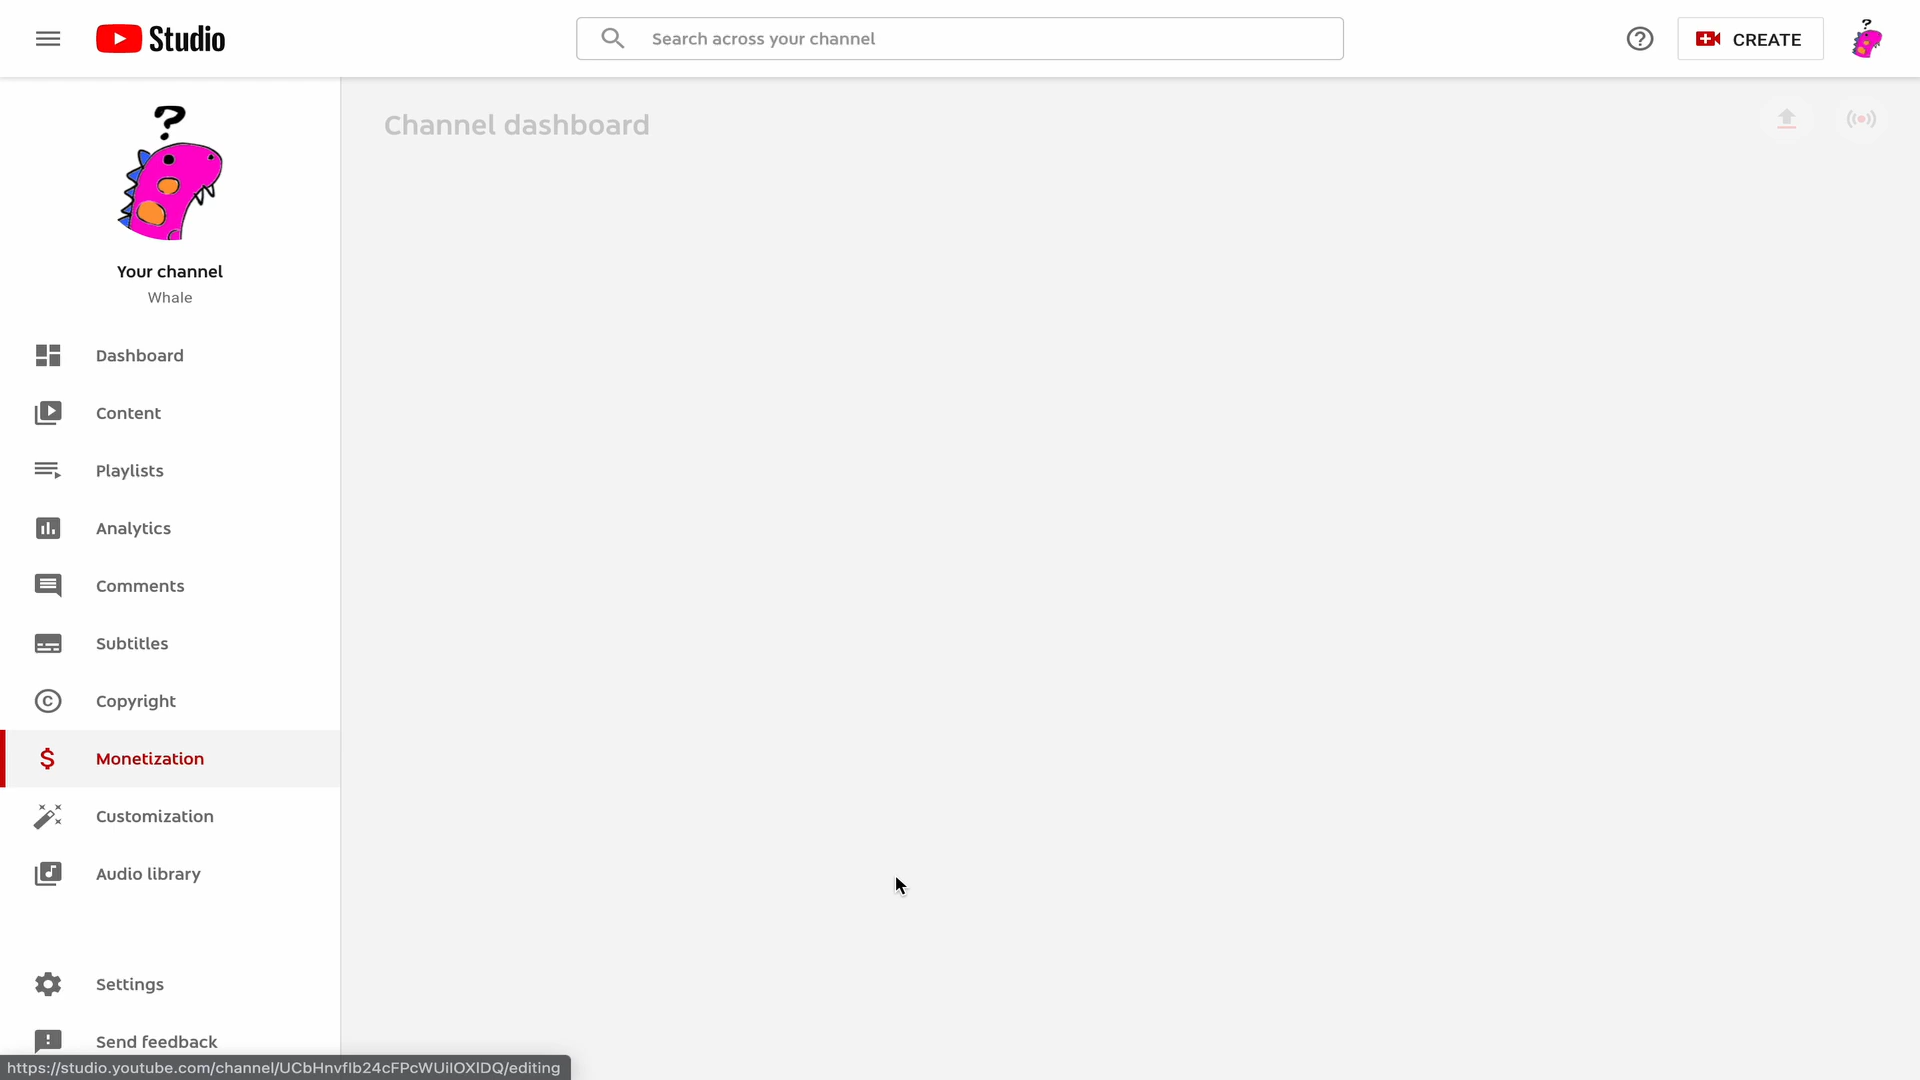 Studio
Search across your channel
CREATE
?
Your channel
Whale
Channel dashboard
Dashboard
Content
Playlists
Analytics
Comments
Subtitles
Copyright
Monetization
Customization
Audio library
Settings
Send feedback
https://studio.youtube.com/channel/UCbHnvfIb24cFPcWUiIOXIDQ/editing